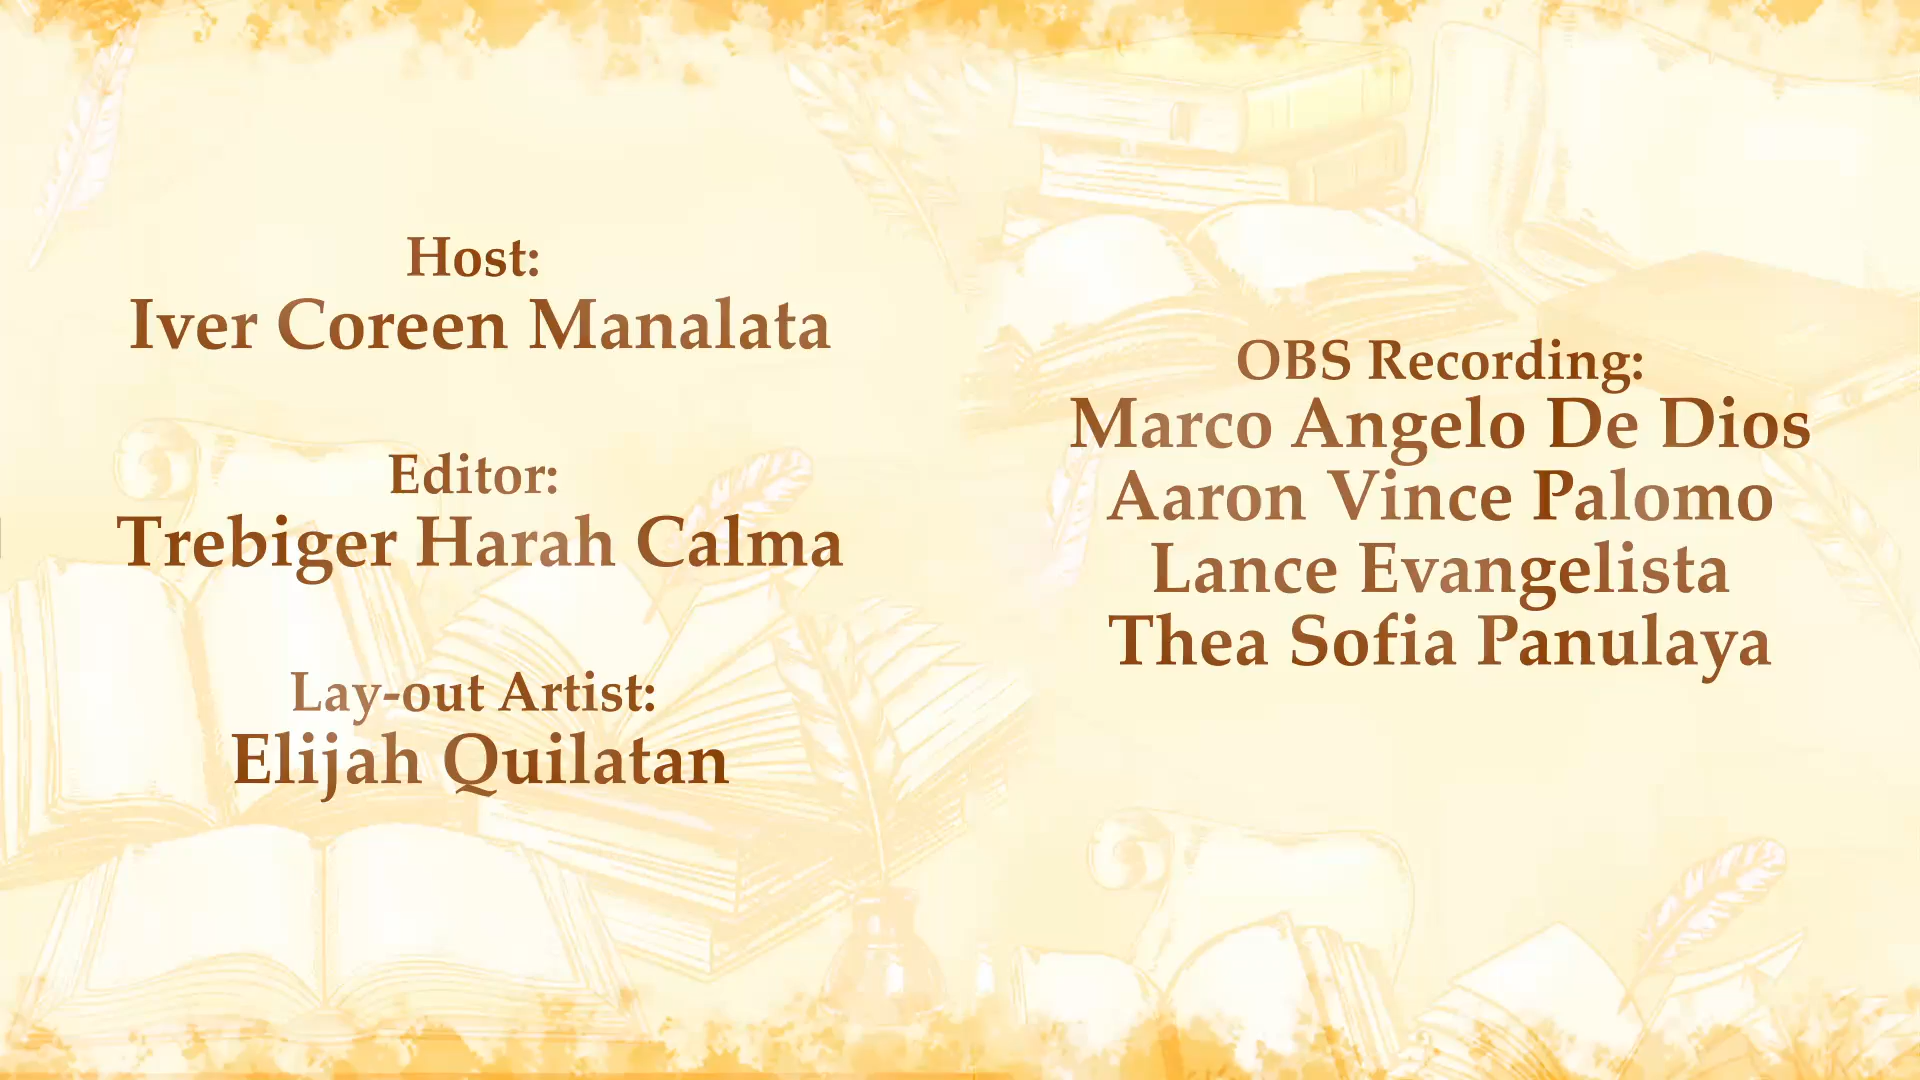 Host:
Iver Coreen Manalata
Editor:
Trebiger Harah Calma
Lay-out Artist:
Elijah Quilatan
OBS Recording:
Marco Angelo De Dios
Aaron Vince Palomo
Lance Evangelista
Thea Sofia Panulaya